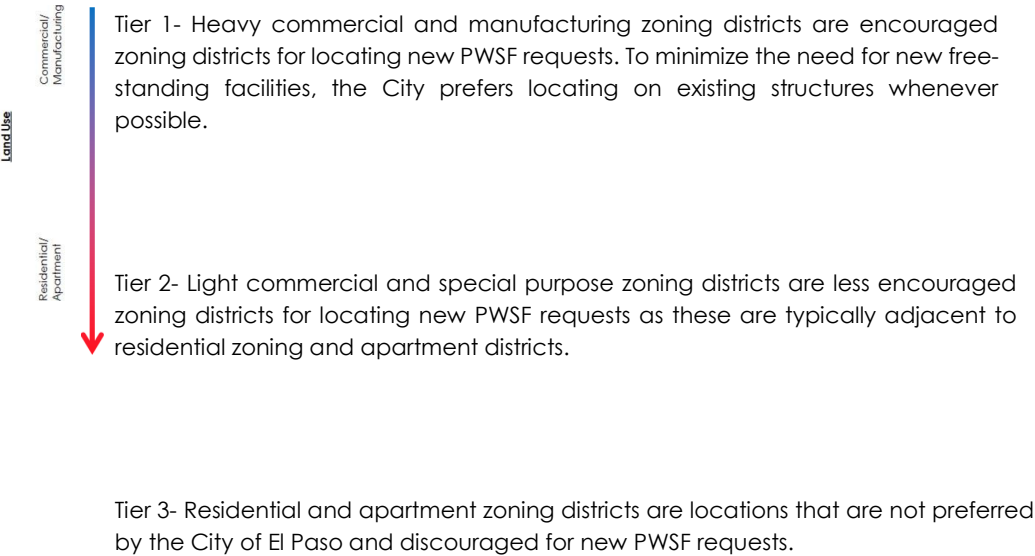 Land Use
Commercial/
Manufacturing
Residential/
Apartment
Tier 1- Heavy commercial and manufacturing zoning districts are encouraged
zoning districts for locating new PWSF requests. To minimize the need for new free-
standing facilities, the City prefers locating on existing structures whenever
possible.
Tier 2- Light commercial and special purpose zoning districts are less encouraged
zoning districts for locating new PWSF requests as these are typically adjacent to
residential zoning and apartment districts.
Tier 3- Residential and apartment zoning districts are locations that are not preferred
by the City of El Paso and discouraged for new PWSF requests.